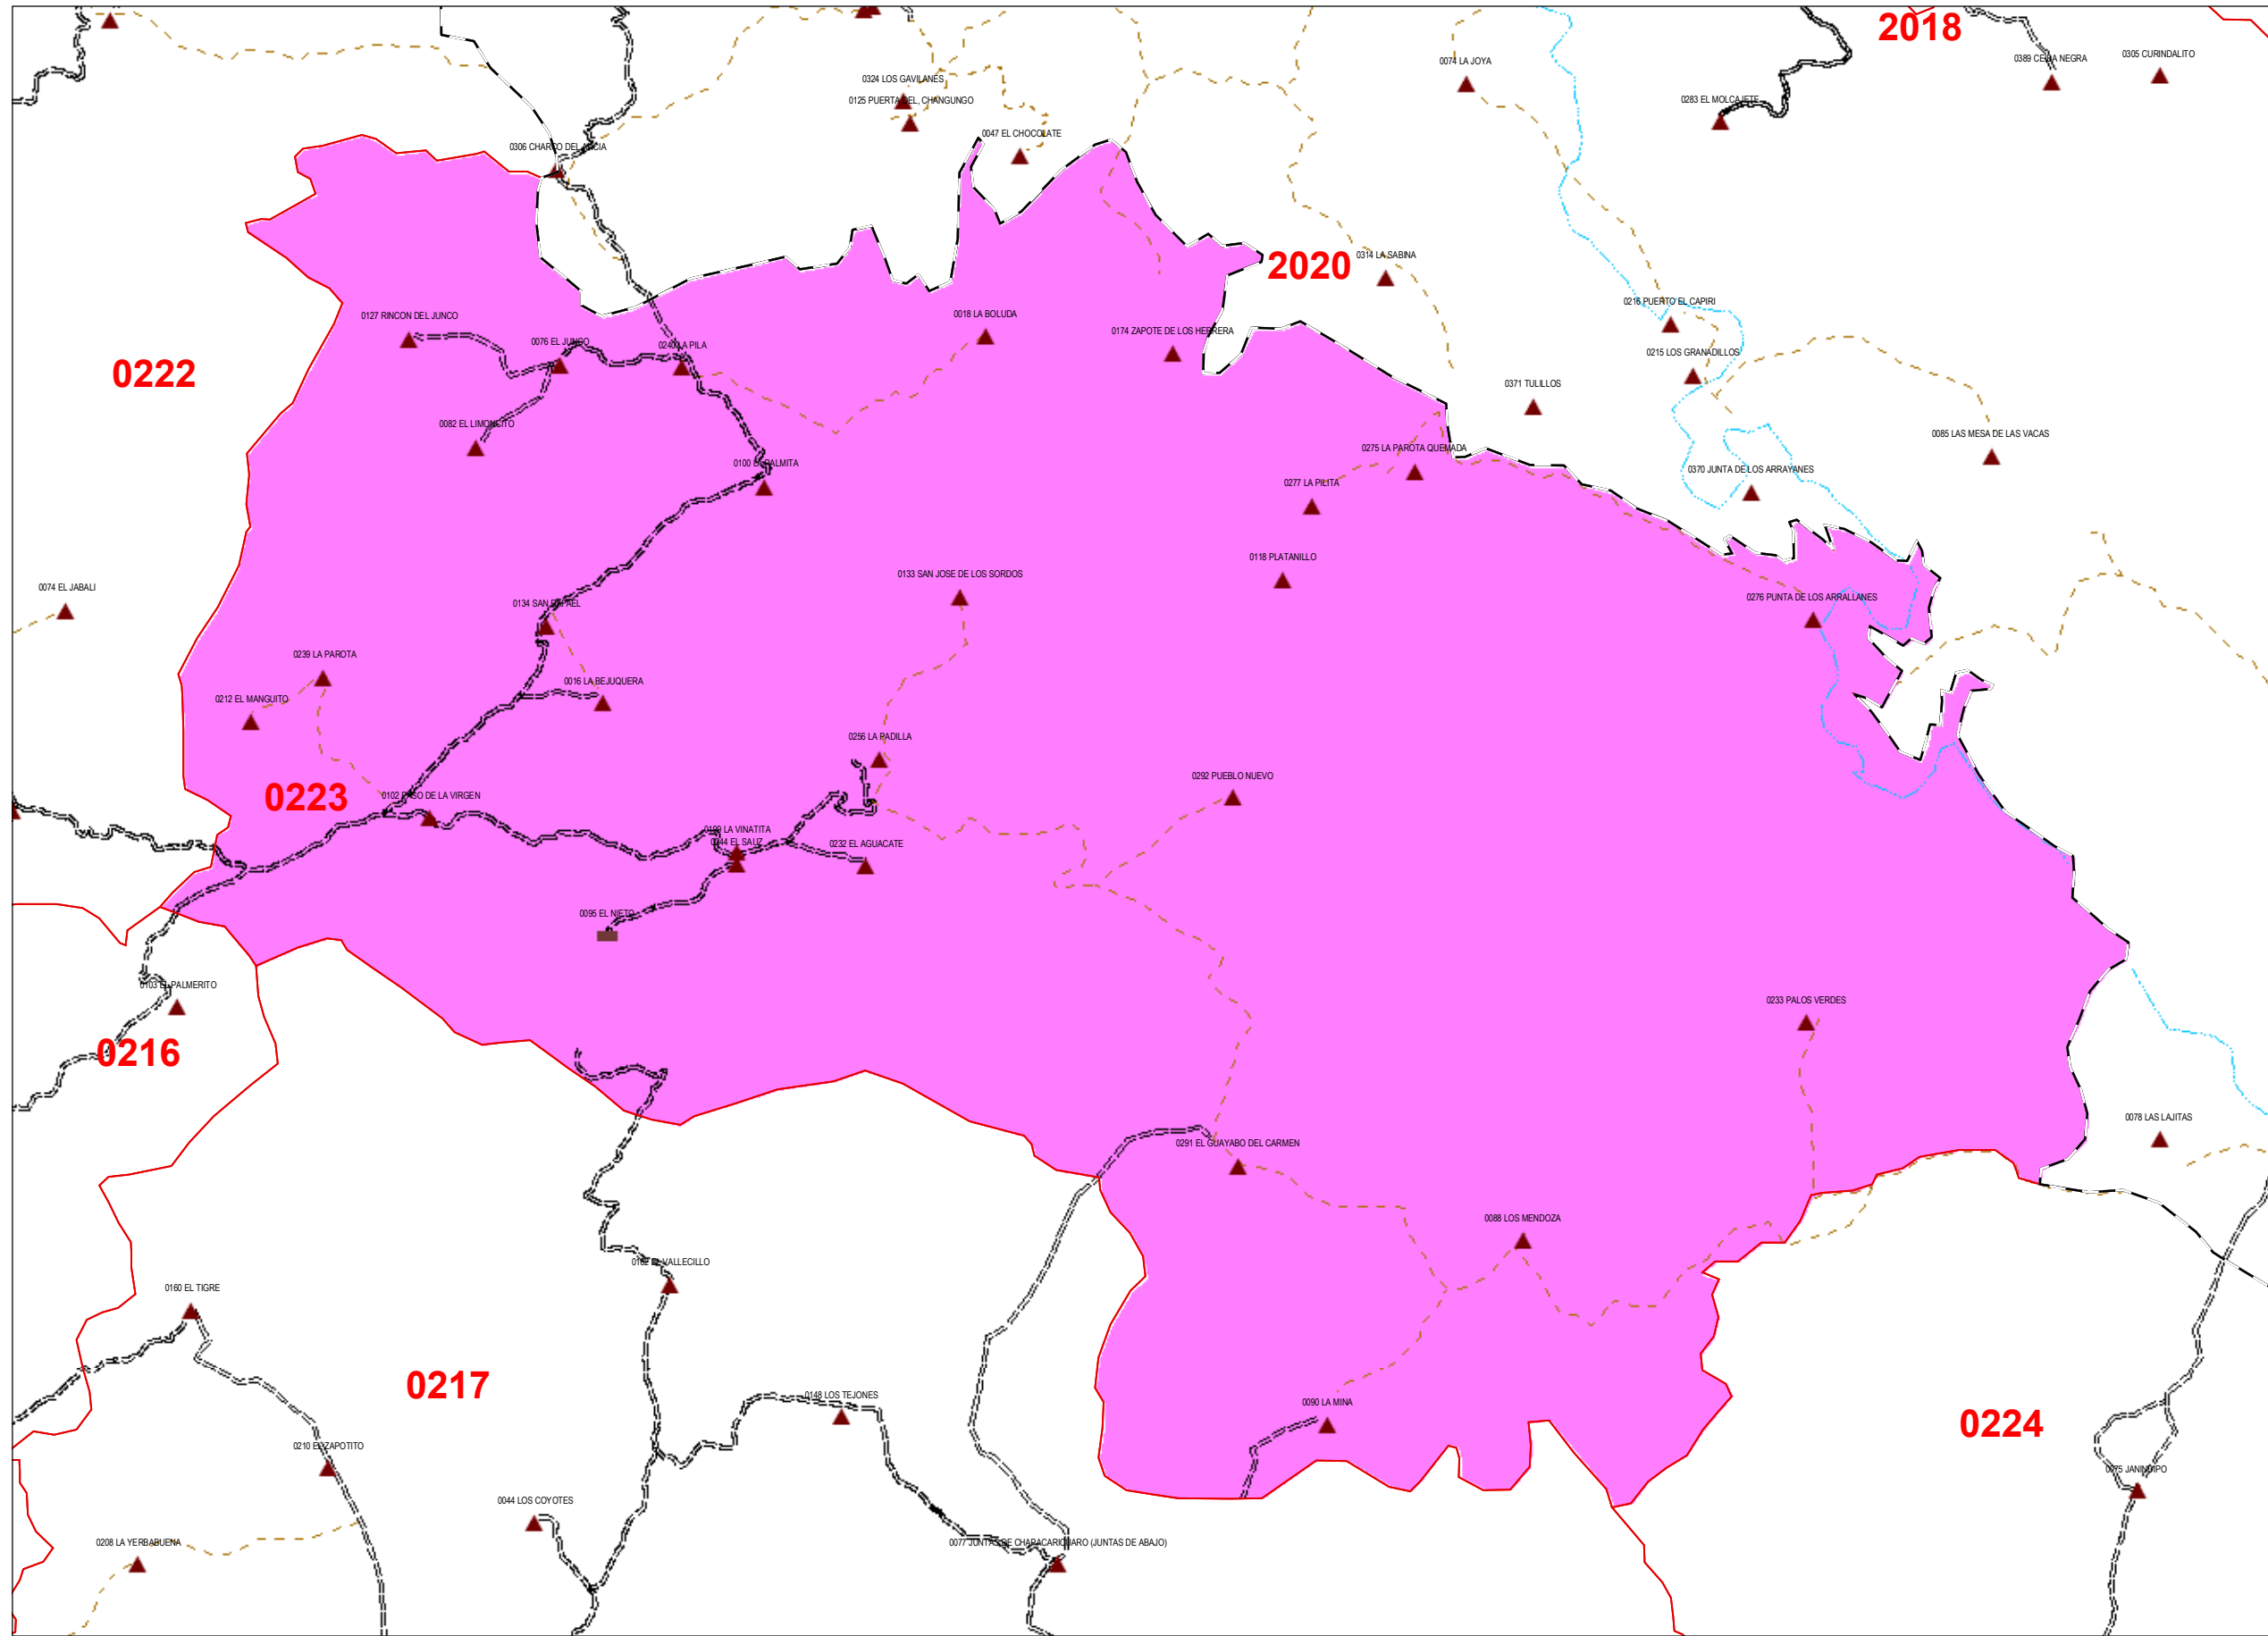 2018
0389 CEJA NEGRA
0305 CURINDALITO
0074 LA JOYA
0324 LOS GAVILANES
0125 PUERTA DEL CHANGUNGO
0283 EL MOLCAJETE
0047 EL CHOCOLATE
0306 CHARCO DEL
2020
0314 LA SABINA
0216 PUERTO EL CAPIRI
0127 RINCON DEL JUNCO
0018 LA BOLUDA
0174 ZAPOTE DE LOS HERRERA
0076 EL JUNCO
0240 LA PILA
0222
0215 LOS GRANADILLOS
0371 TULILLOS
0082 EL LIMONCITO
0085 LAS MESA DE LAS VACAS
0275 LA PAROTA QUEMADA
0100 LA PALMITA
0370 JUNTA DE LOS ARRAYANES
0277 LA PILITA
0118 PLATANILLO
0133 SAN JOSE DE LOS SORDOS
0074 EL JABALI
0134 SAN RAFAEL
0276 PUNTA DE LOS ARRALLANES
0239 LA PAROTA
0016 LA BEJUQUERA
0212 EL MANGUITO
0256 LA PADILLA
0292 PUEBLO NUEVO
0223
0102 PASO DE LA VIRGEN
LA VINATITA
0244 EL SAUZ
0232 EL AGUACATE
0095 EL NIETO
0103 EL PALMERITO
0233 PALOS VERDES
0216
0078 LAS LAJITAS
0291 EL GUAYABO DEL CARMEN
0088 LOS MENDOZA
0162 EL VALLECILLO
0160 EL TIGRE
0217
0148 LOS TEJONES
0090 LA MINA
0224
0210 EL ZAPOTITO
0075 JANINDIPO
0044 LOS COYOTES
0208 LA YERBABUENA
0077 JUNTAS DE CHAPACARICUARO (JUNTAS DE ABAJO)